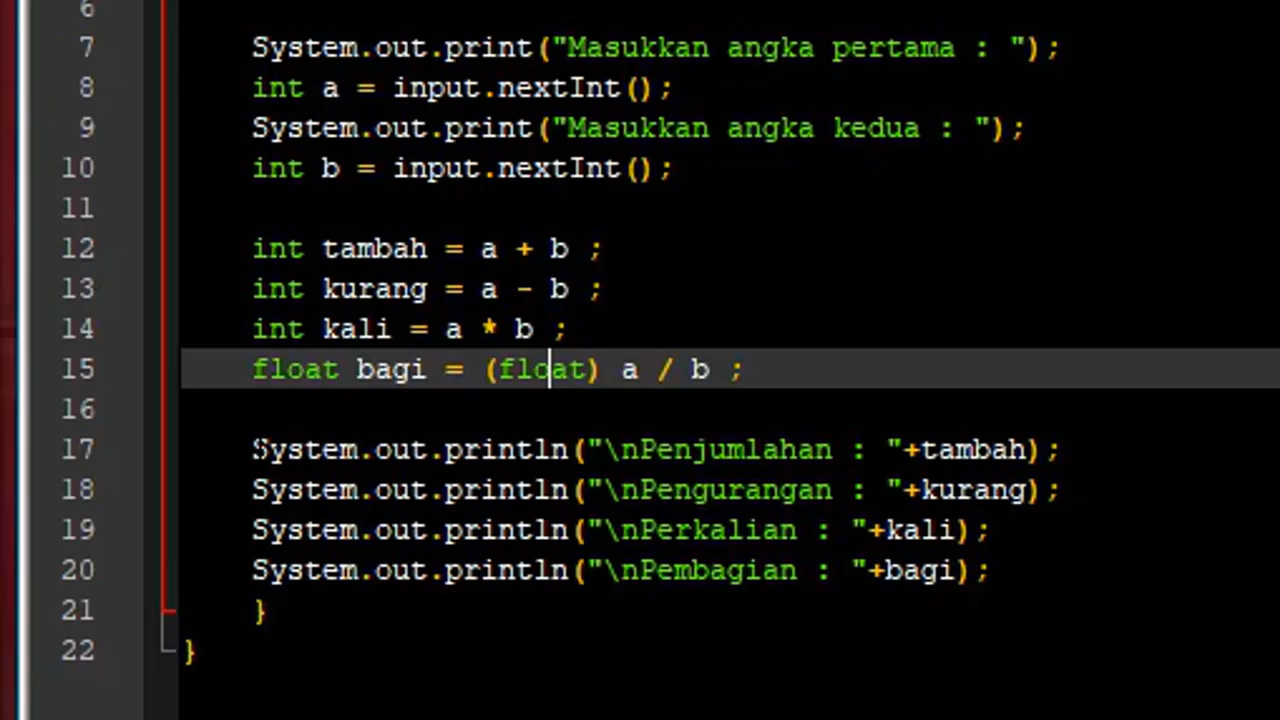 6
7 System.out.print("Masukkan angka pertama : ");
8 int a = input.nextInt();
9 System.out.print("Masukkan angka kedua : ");
10 int b = input.nextInt();
11
12 int tambah = a + b ;
13 int kurang = a - b ;
14 int kali = a * b ;
15 float bagi = (float) a / b ;
16
17 System.out.println("\nPenjumlahan : "+tambah);
18 System.out.println("\nPengurangan : "+kurang);
19 System.out.println("\nPerkalian : "+kali);
20 System.out.println("\nPembagian : "+bagi);
21 }
22 }